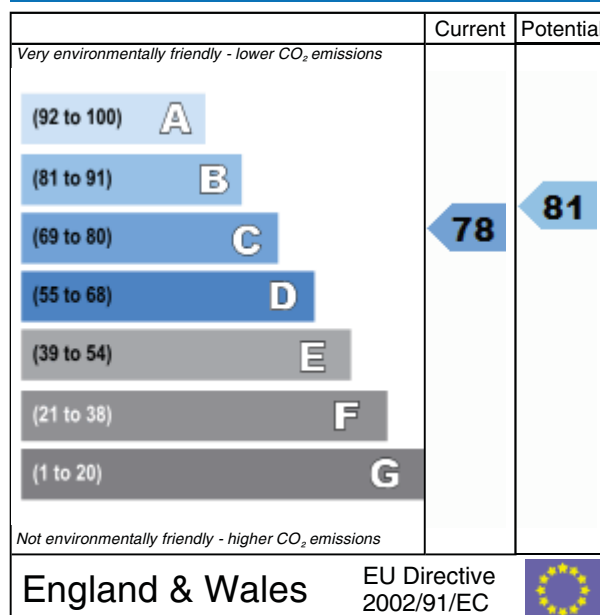 Current Potential
Very environmentally friendly - lower CO₂ emissions
(92 to 100) A
(81 to 91) B
(69 to 80) C
(55 to 68) D
(39 to 54) E
(21 to 38) F
(1 to 20) G
78
81
Not environmentally friendly - higher CO₂ emissions
England & Wales
EU Directive
2002/91/EC